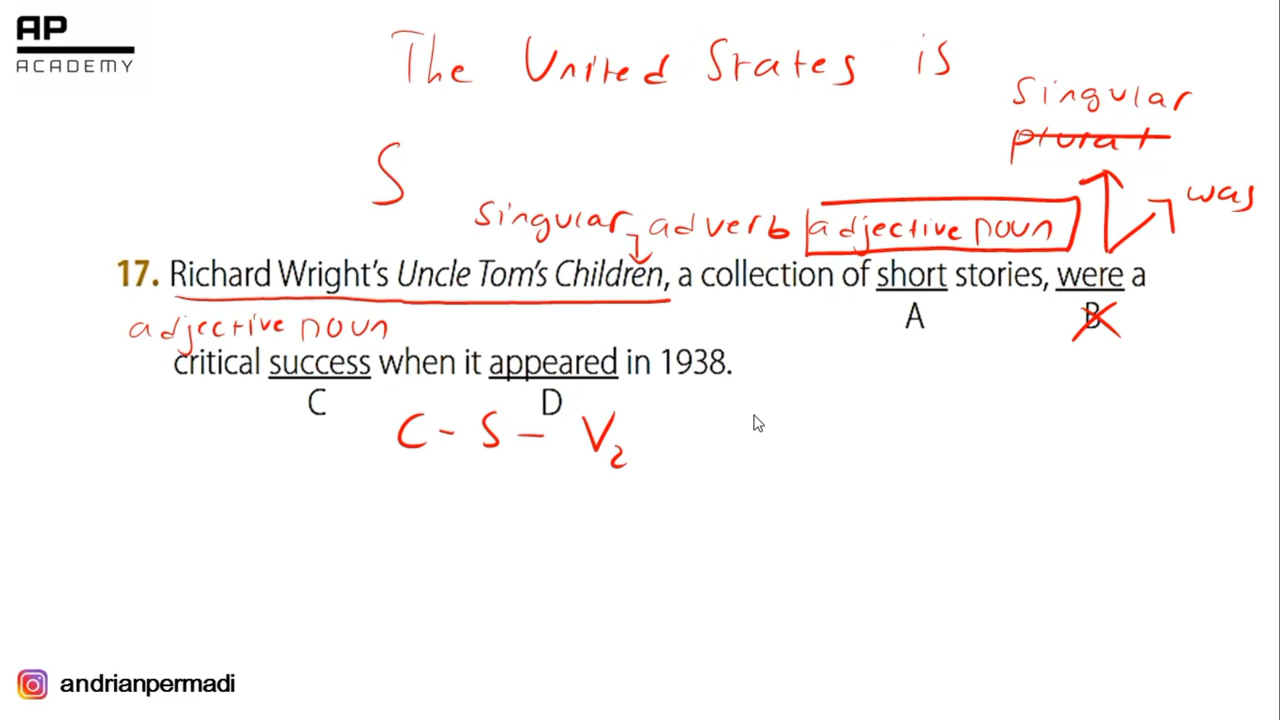 AP
ACADEMY
The United States is
singular
plural
S
was
singular adverb adjective noun
17. Richard Wright's Uncle Tom's Children, a collection of short stories, were a
A
B
adjective noun
critical success when it appeared in 1938.
C
D
C - S - V2
andrianpermadi